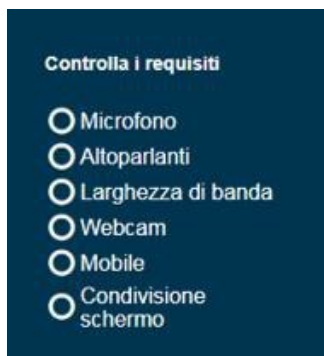 Controlla i requisiti
Microfono
Altoparlanti
Larghezza di banda
Webcam
Mobile
Condivisione
schermo